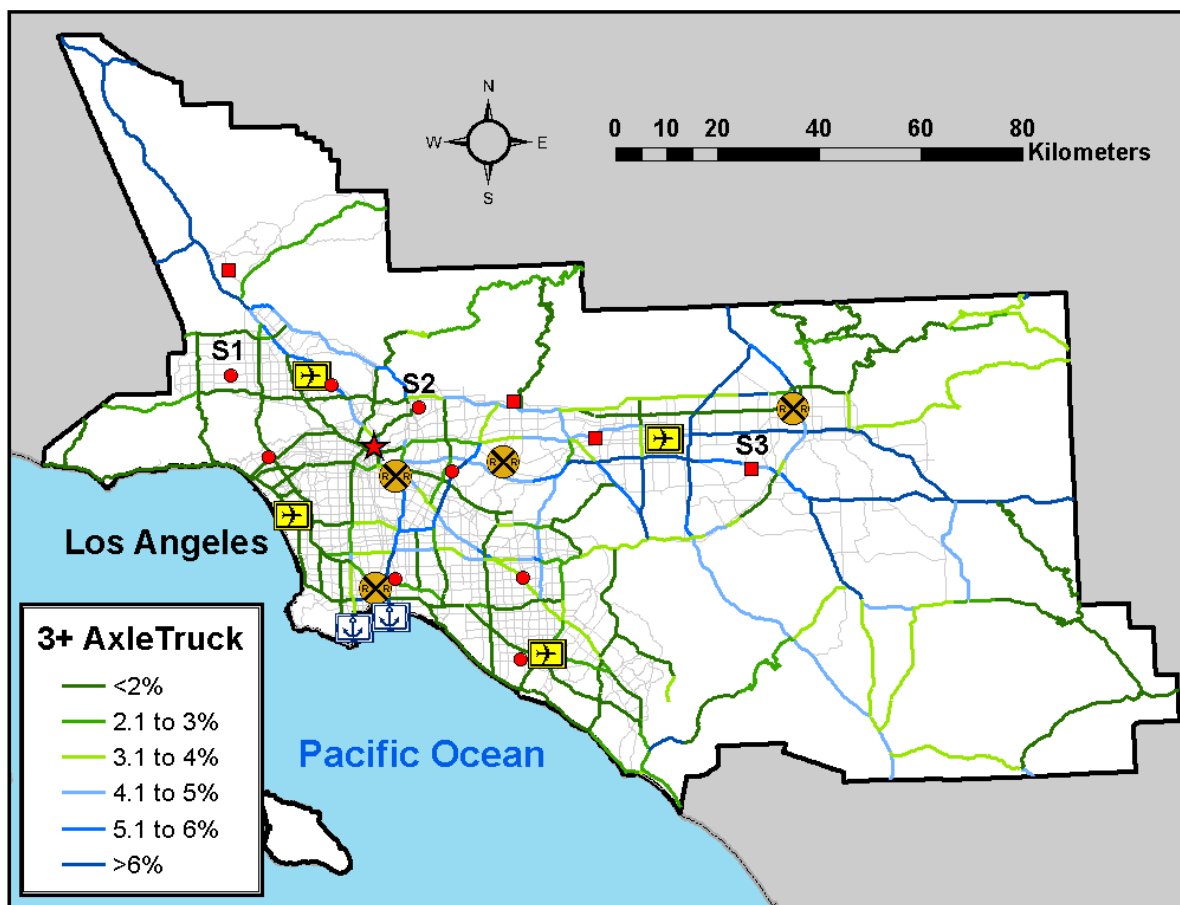 N
W E
S
0 10 20 40 60 80
Kilometers
S1
S2
S3
R R
R R
R R
R R
Los Angeles
Pacific Ocean
3+ AxleTruck
<2%
2.1 to 3%
3.1 to 4%
4.1 to 5%
5.1 to 6%
>6%